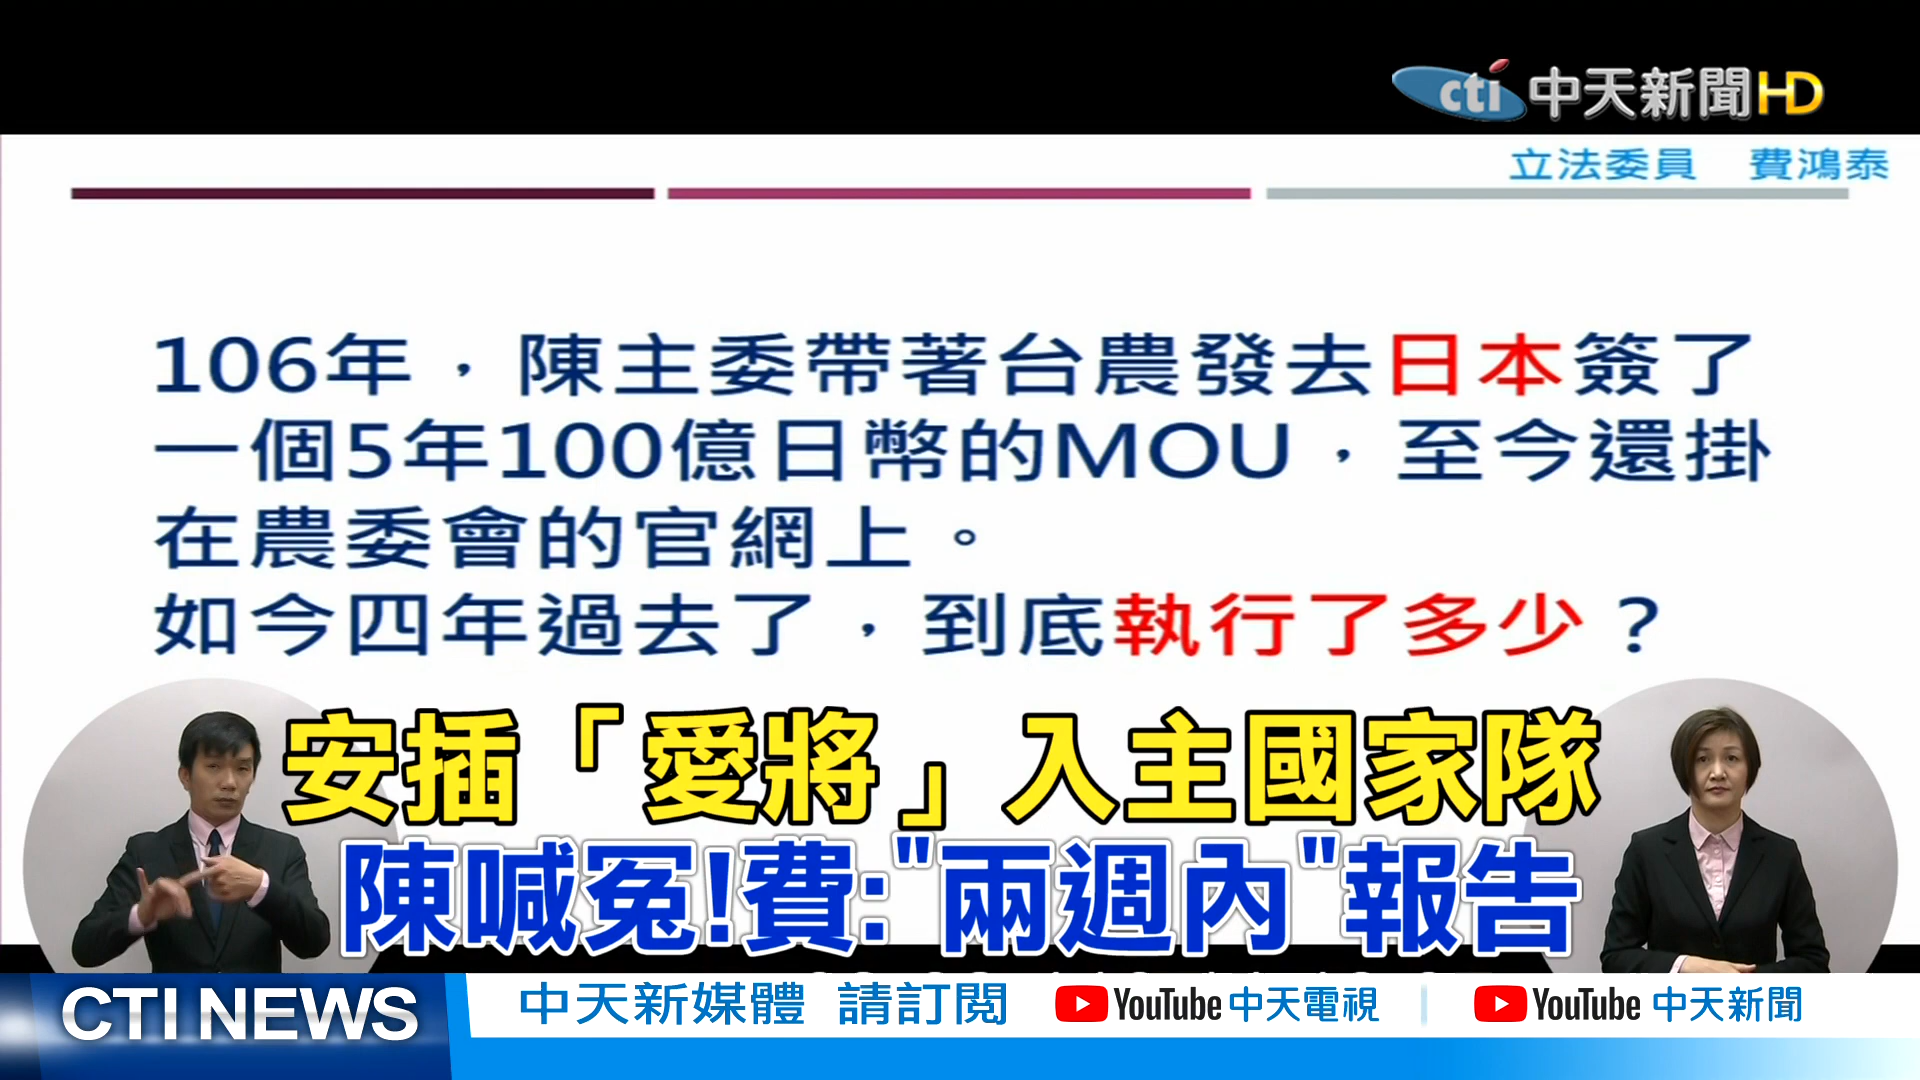 cti 中天新聞HD
立法委員　費鴻泰
106年，陳主委帶著台農發去日本簽了
一個5年100億日幣的MOU，至今還掛
在農委會的官網上。
如今四年過去了，到底執行了多少？
安插「愛將」入主國家隊
陳喊冤!費:"兩週內"報告
CTI NEWS
中天新媒體 請訂閱 YouTube 中天電視 | YouTube 中天新聞